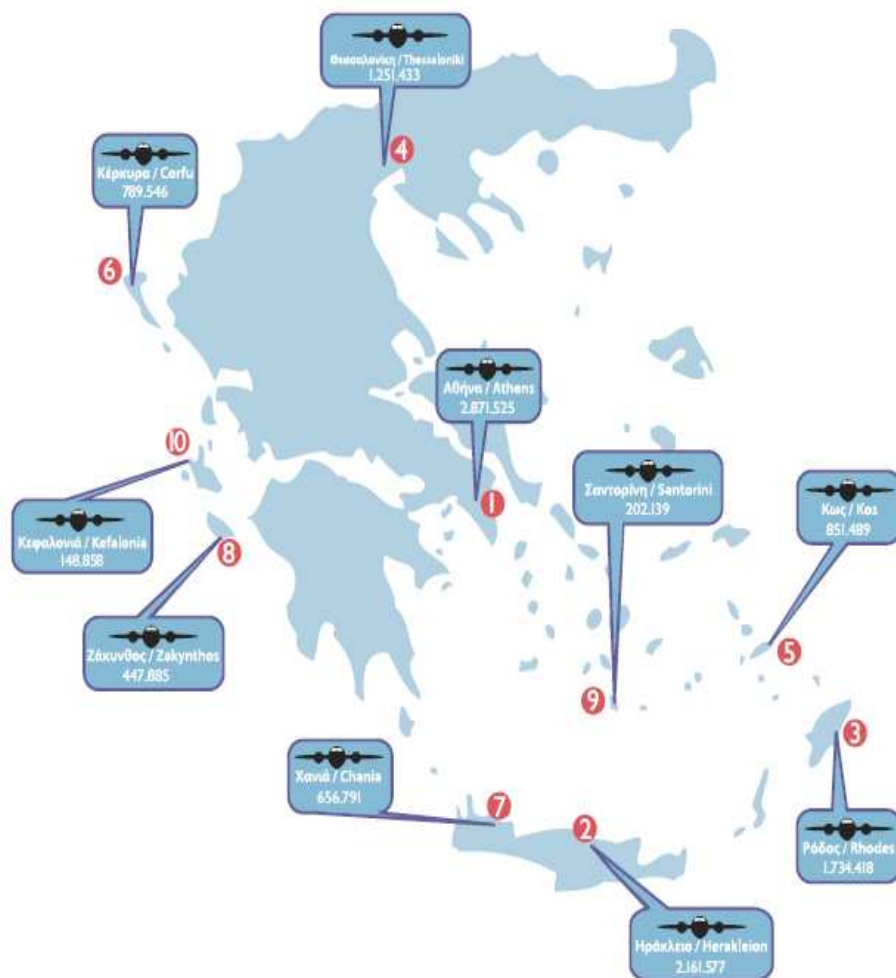 Θεσσαλονίκη / Thessaloniki
1.251.433
4
Κέρκυρα / Corfu
789.546
6
Αθήνα / Athens
2.871.525
1
10
Κεφαλονιά / Kefalonia
148.858
8
Ζάκυνθος / Zakynthos
447.885
Σαντορίνη / Santorini
202.139
9
Κως / Kos
851.489
5
3
Ρόδος / Rhodes
1.734.418
Χανιά / Chania
656.791
7
2
Ηράκλειο / Herakleion
2.161.577